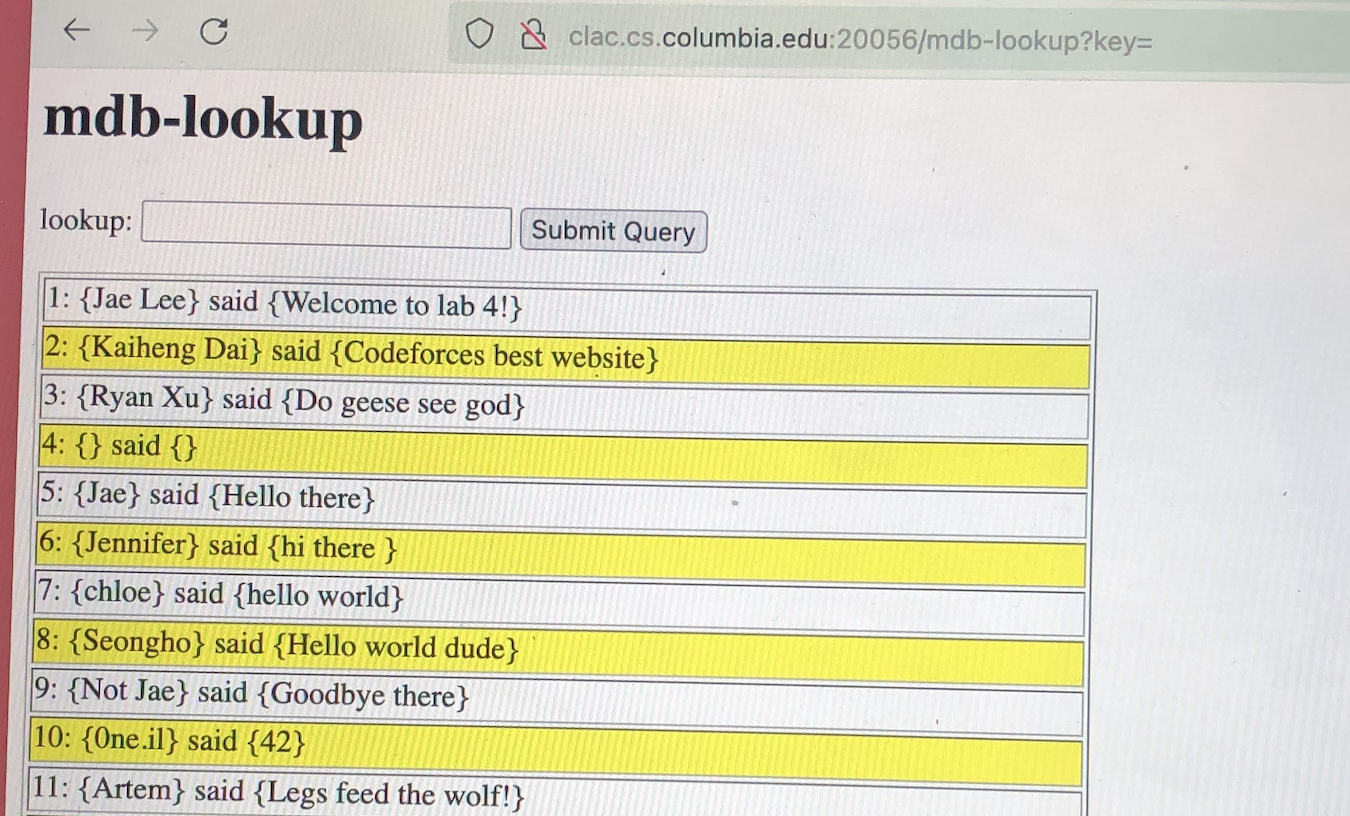 clac.cs.columbia.edu:20056/mdb-lookup?key=
mdb-lookup
lookup: Submit Query
1: {Jae Lee} said {Welcome to lab 4!}
2: {Kaiheng Dai} said {Codeforces best website}
3: {Ryan Xu} said {Do geese see god}
4: {} said {}
5: {Jae} said {Hello there}
6: {Jennifer} said {hi there }
7: {chloe} said {hello world}
8: {Seongho} said {Hello world dude}
9: {Not Jae} said {Goodbye there}
10: {0ne.il} said {42}
11: {Artem} said {Legs feed the wolf!}